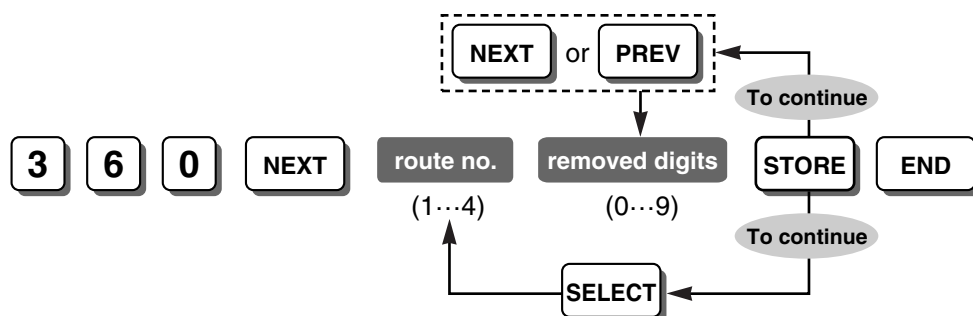 NEXT or PREV
To continue
3 6 0 NEXT route no. removed digits STORE END
(1···4) (0···9)
To continue
SELECT